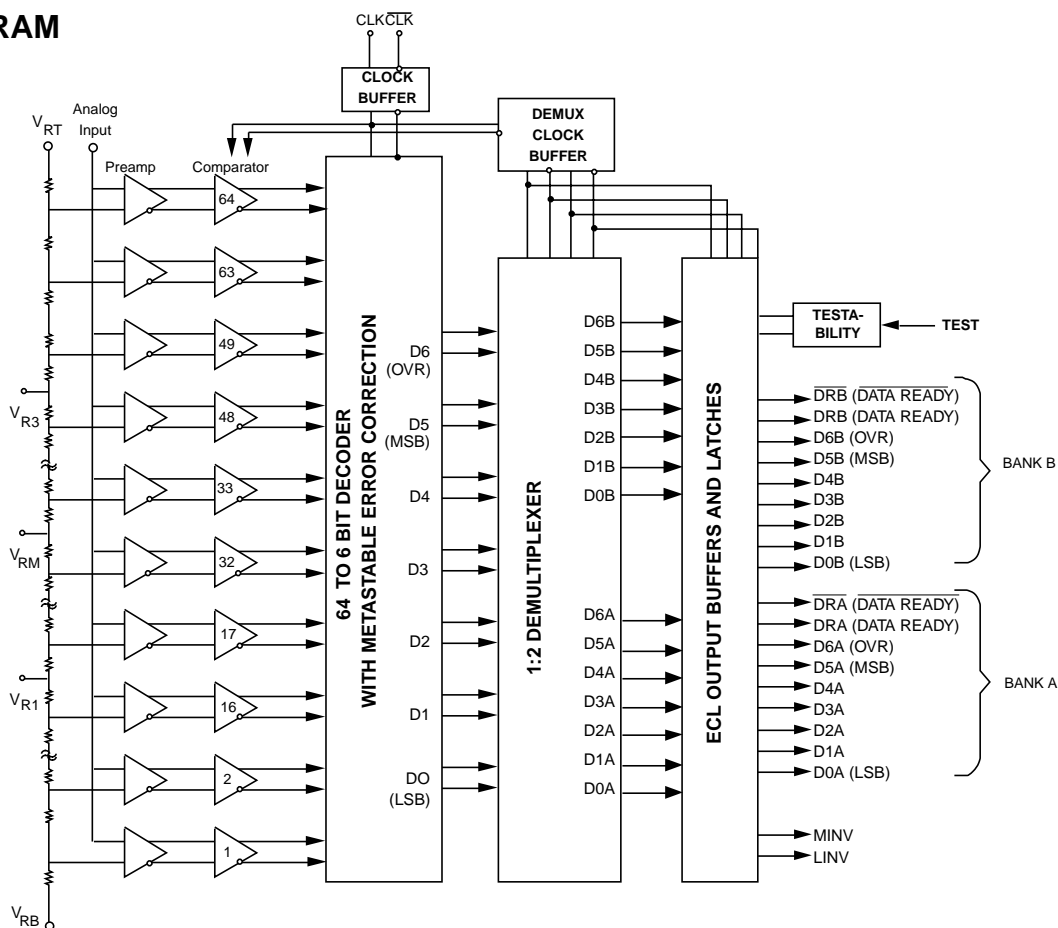 RAM
CLK CLK
CLOCK
BUFFER
DEMUX
CLOCK
BUFFER
Analog
Input
VRT
Preamp
Comparator
64
63
49
48
33
32
17
16
2
1
VR3
VRM
VR1
VRB
64 TO 6 BIT DECODER
WITH METASTABLE ERROR CORRECTION
D6
(OVR)
D5
(MSB)
D4
D3
D2
D1
DO
(LSB)
1:2 DEMULTIPLEXER
D6B
D5B
D4B
D3B
D2B
D1B
D0B
D6A
D5A
D4A
D3A
D2A
D1A
D0A
ECL OUTPUT BUFFERS AND LATCHES
TESTA-
BILITY
TEST
DRB (DATA READY)
DRB (DATA READY)
D6B (OVR)
D5B (MSB)
D4B
D3B
D2B
D1B
D0B (LSB)
BANK B
DRA (DATA READY)
DRA (DATA READY)
D6A (OVR)
D5A (MSB)
D4A
D3A
D2A
D1A
D0A (LSB)
BANK A
MINV
LINV